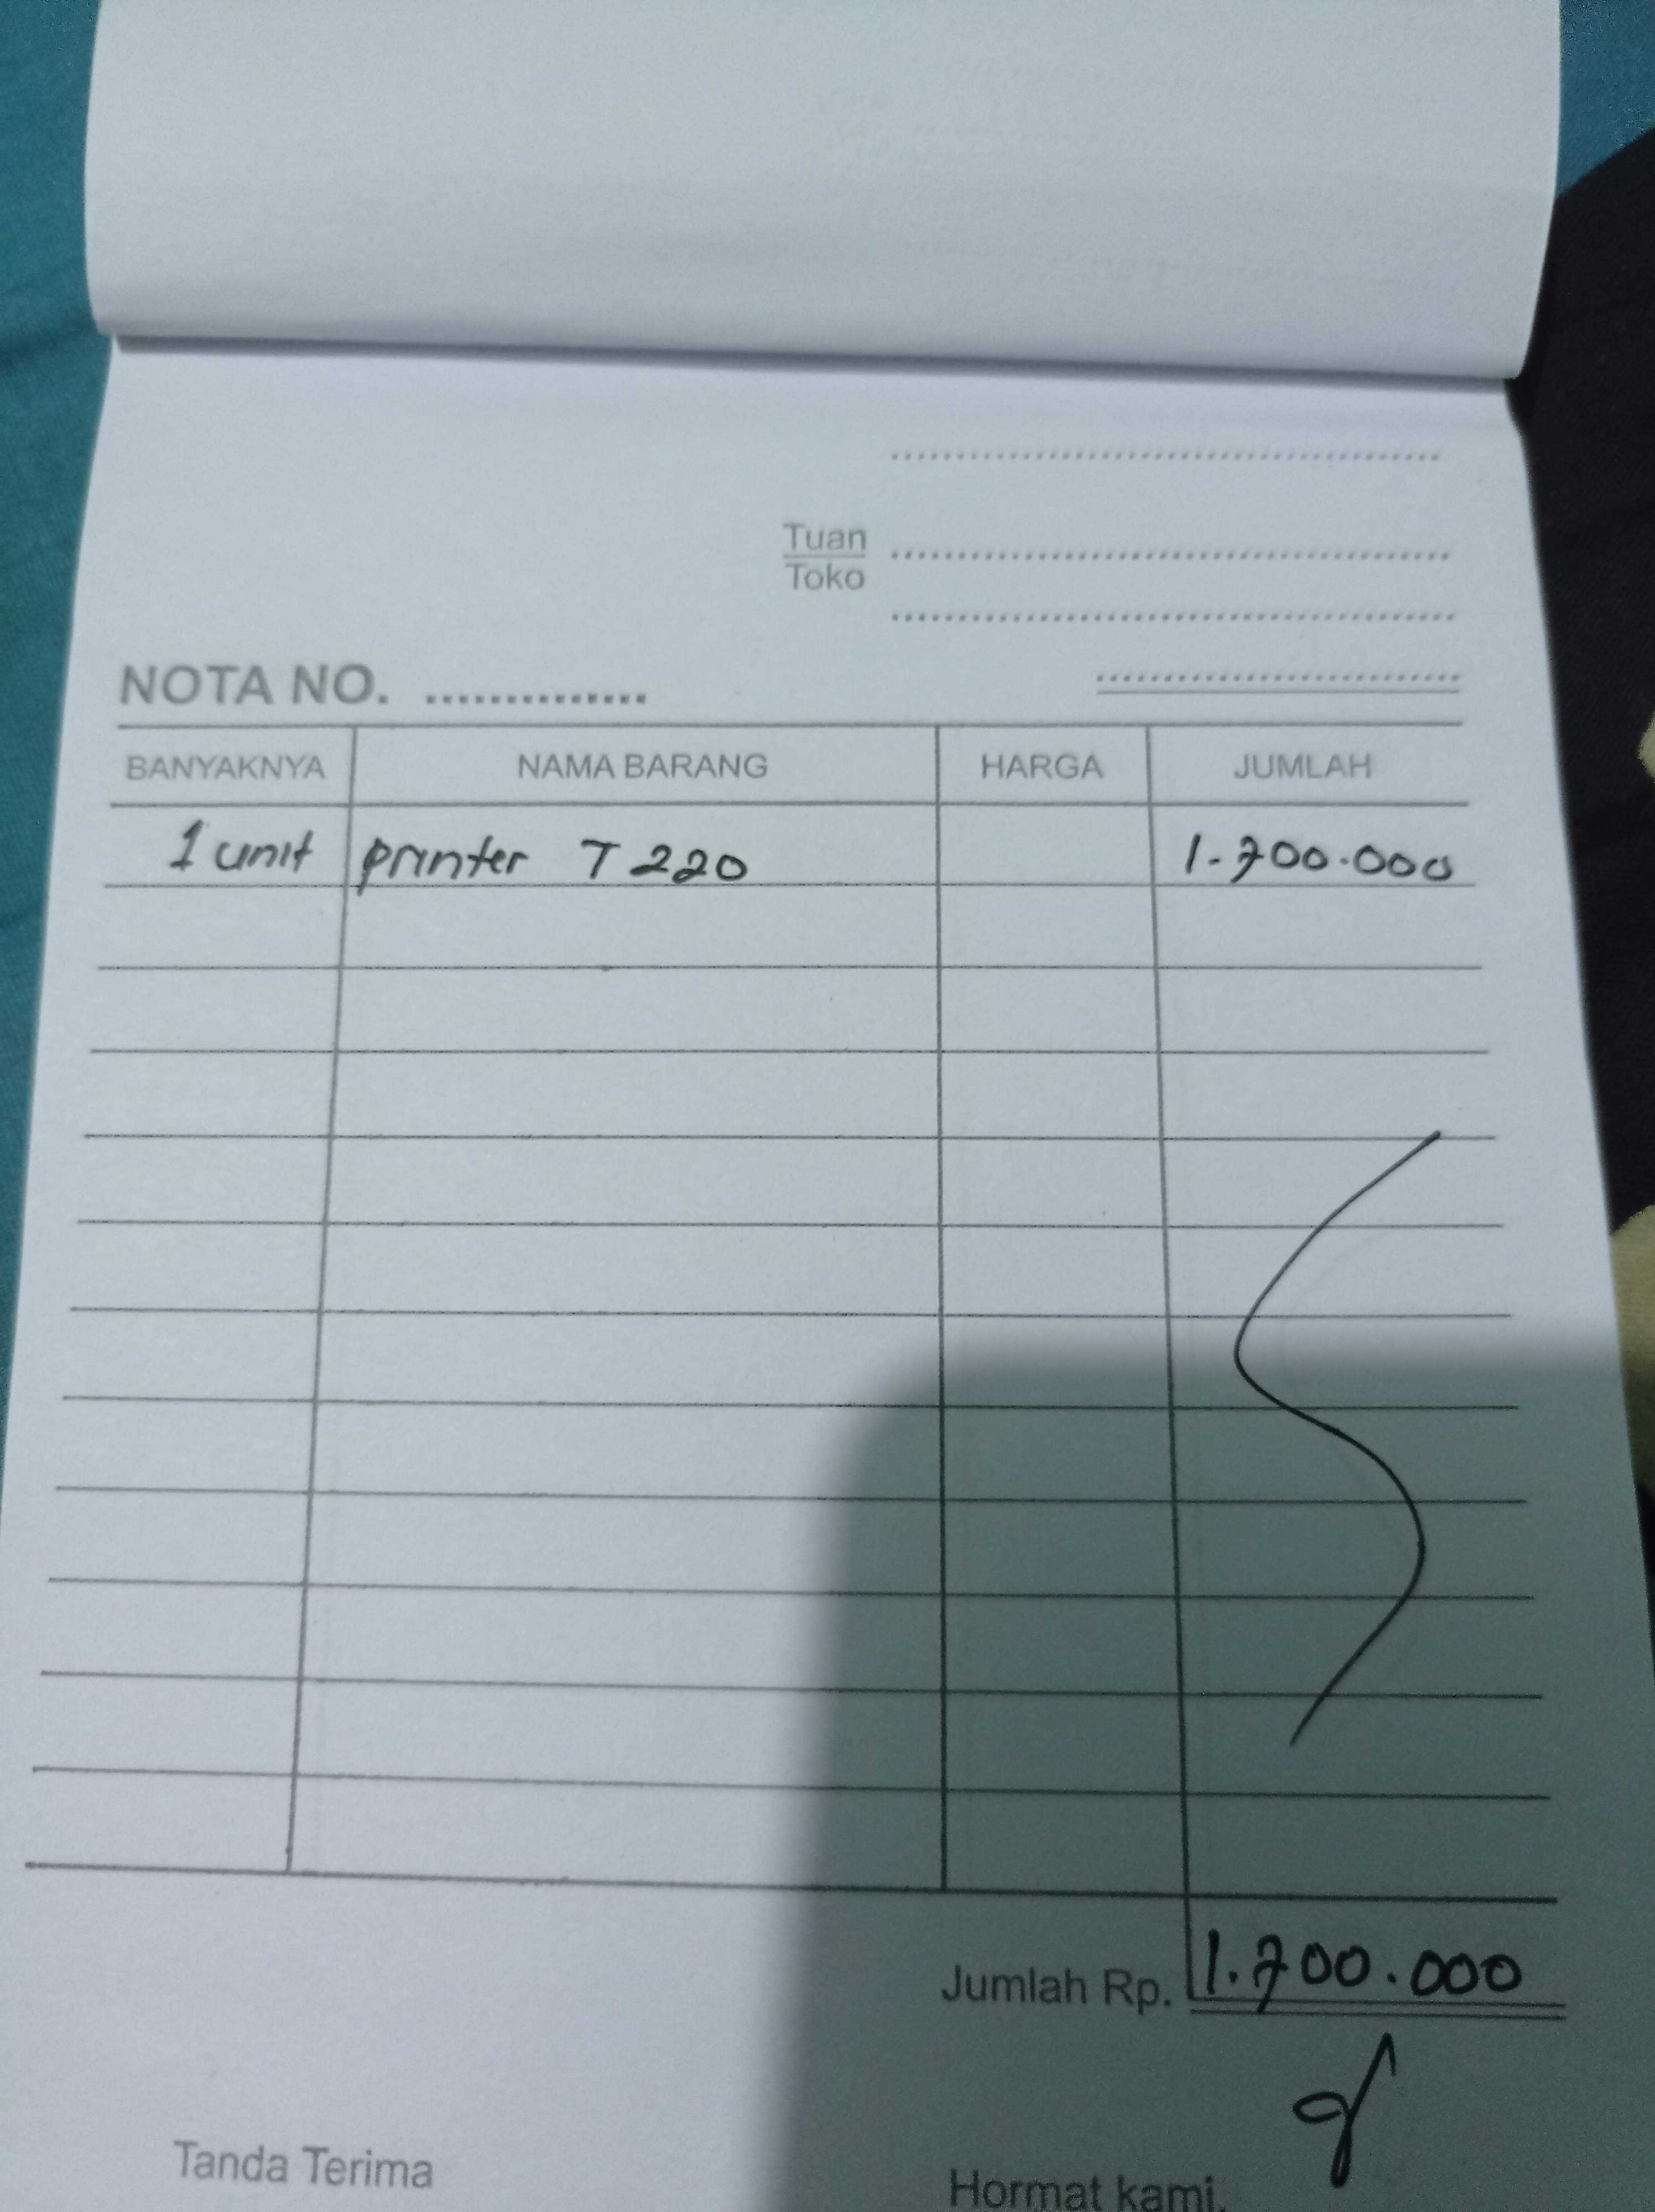 Tuan
Toko
NOTA NO. ..............
BANYAKNYA NAMA BARANG HARGA JUMLAH
1 unit printer T 220 1.700.000
Jumlah Rp. 1.700.000
Tanda Terima Hormat kami,